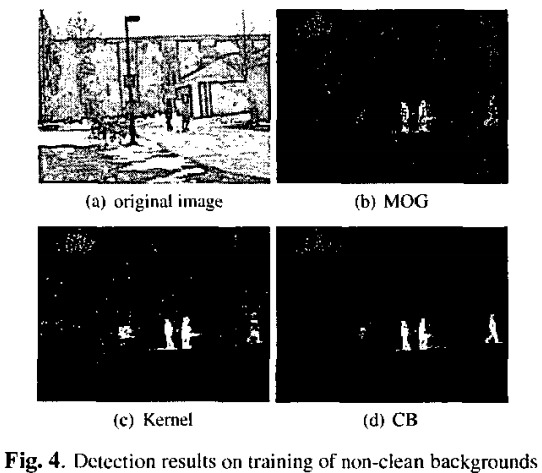 (a) original image
(b) MOG
(c) Kernel
(d) CB
Fig. 4. Detection results on training of non-clean backgrounds